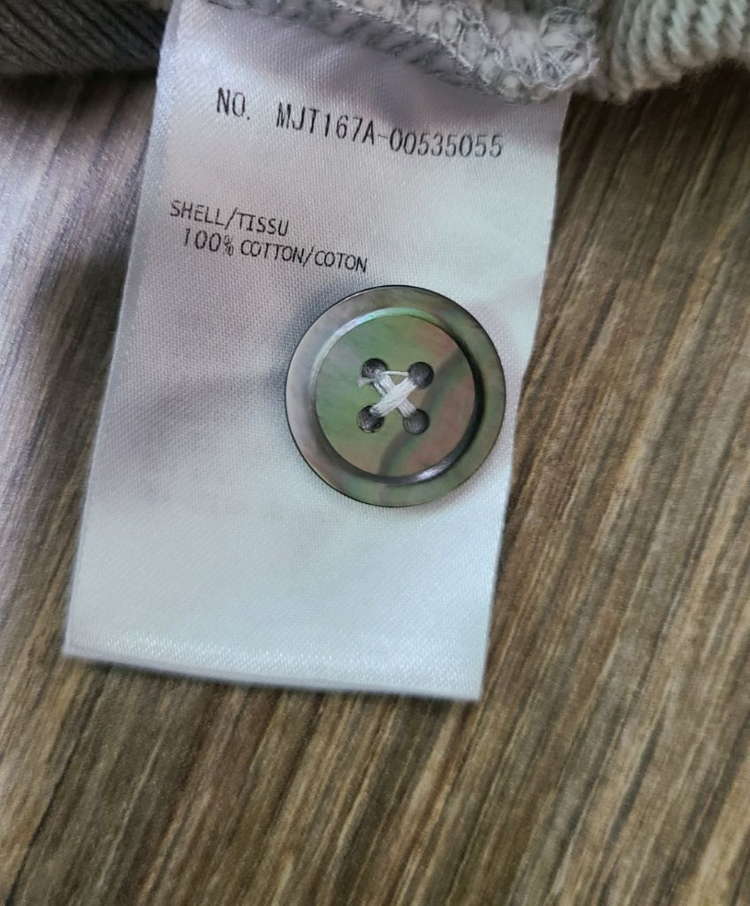 NO. MJT167A-00535055
SHELL/TISSU
100% COTTON/COTON